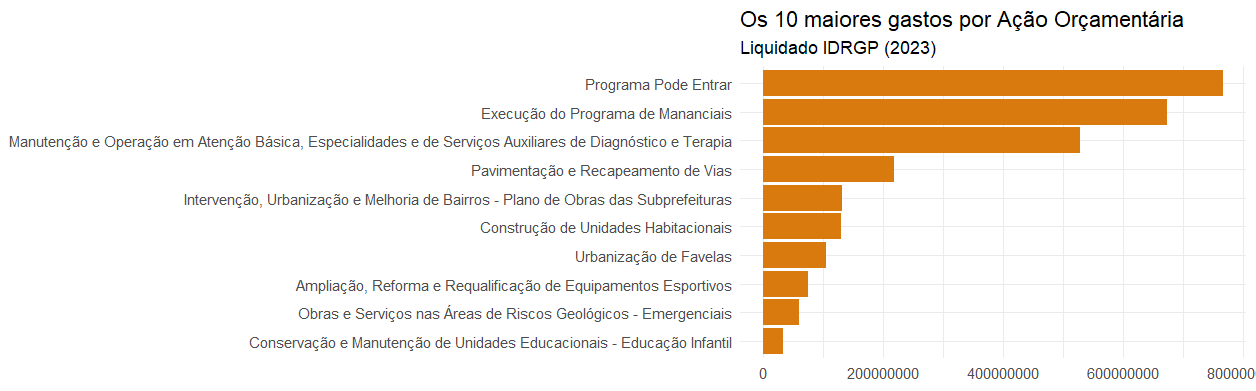 Os 10 maiores gastos por Ação Orçamentária
Liquidado IDRGP (2023)
Programa Pode Entrar
Execução do Programa de Mananciais
Manutenção e Operação em Atenção Básica, Especialidades e de Serviços Auxiliares de Diagnóstico e Terapia
Pavimentação e Recapeamento de Vias
Intervenção, Urbanização e Melhoria de Bairros - Plano de Obras das Subprefeituras
Construção de Unidades Habitacionais
Urbanização de Favelas
Ampliação, Reforma e Requalificação de Equipamentos Esportivos
Obras e Serviços nas Áreas de Riscos Geológicos - Emergenciais
Conservação e Manutenção de Unidades Educacionais - Educação Infantil
0 200000000 400000000 600000000 800000